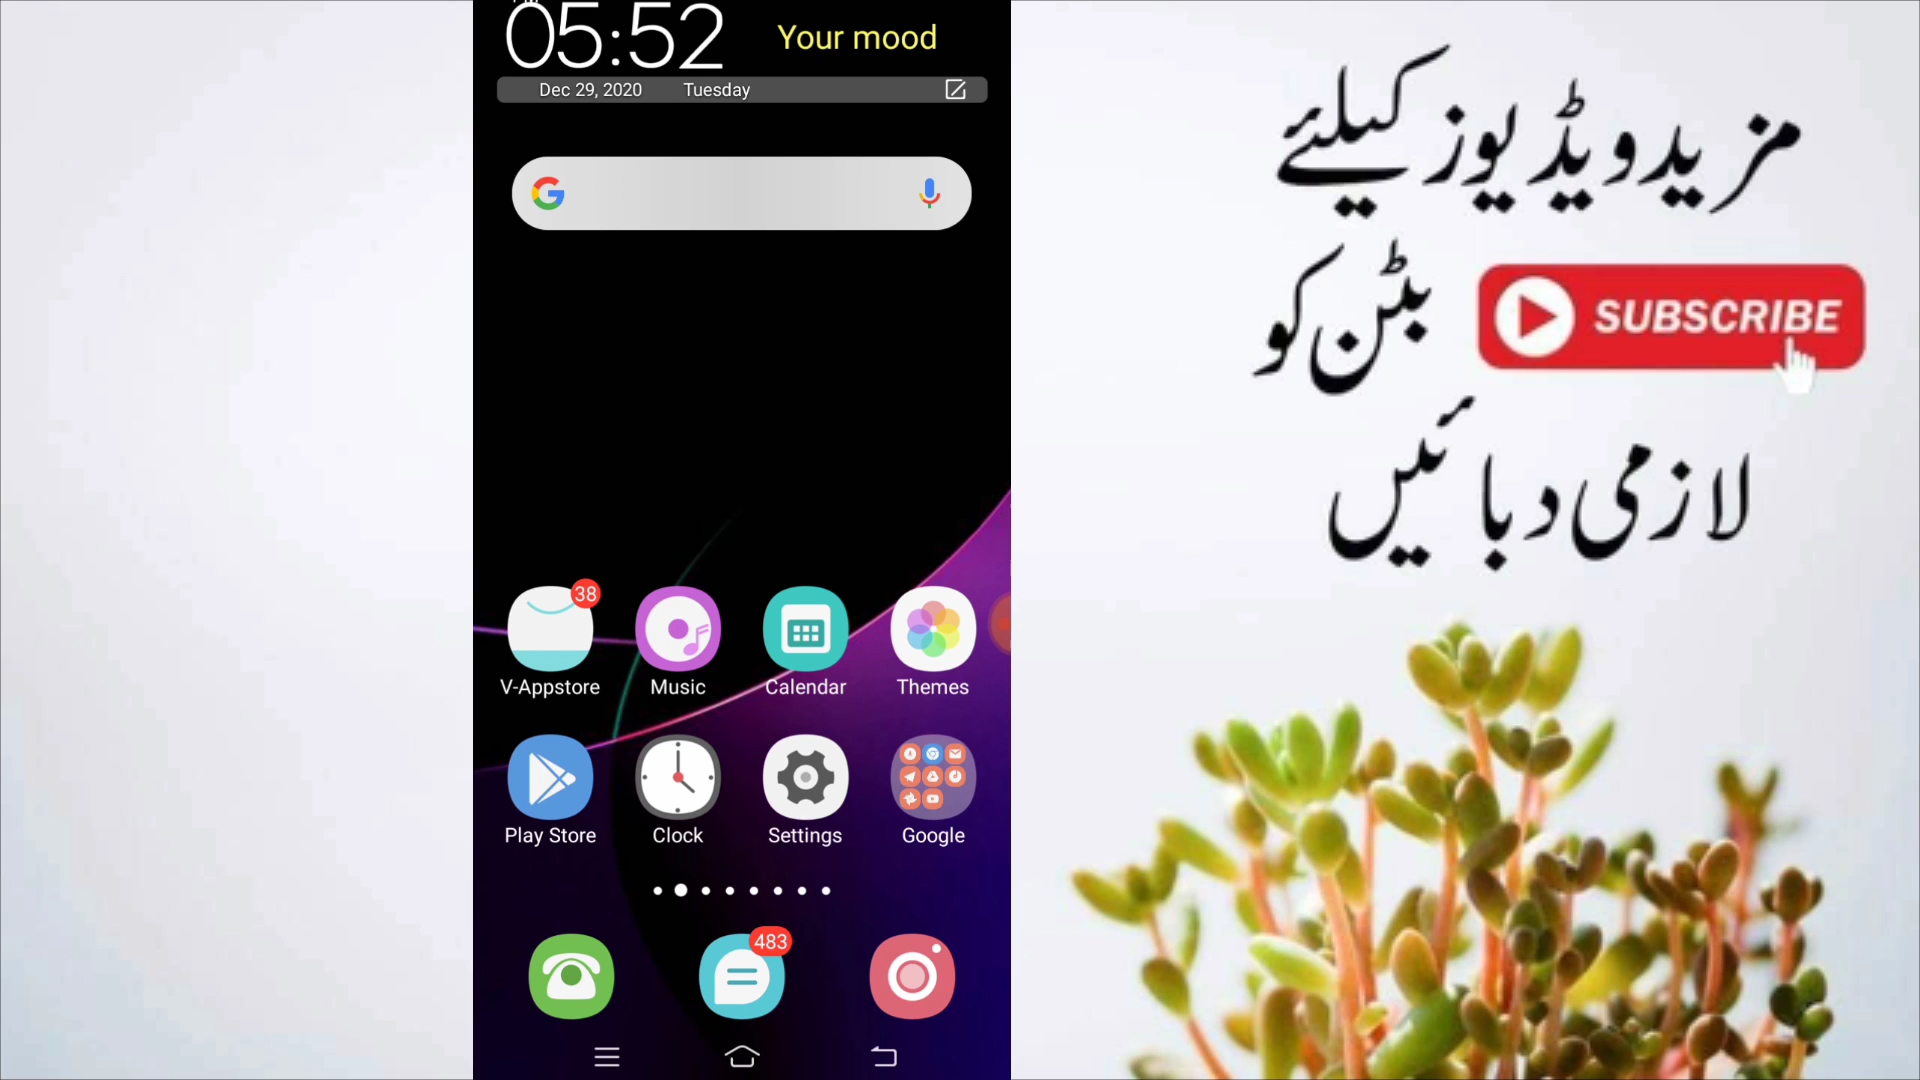 05:52
Your mood
Dec 29, 2020 Tuesday
38
V-Appstore Music Calendar Themes
Play Store Clock Settings Google
483
مزید ویڈیوز کیلئے
SUBSCRIBE بٹن کو
لازمی دبائیں